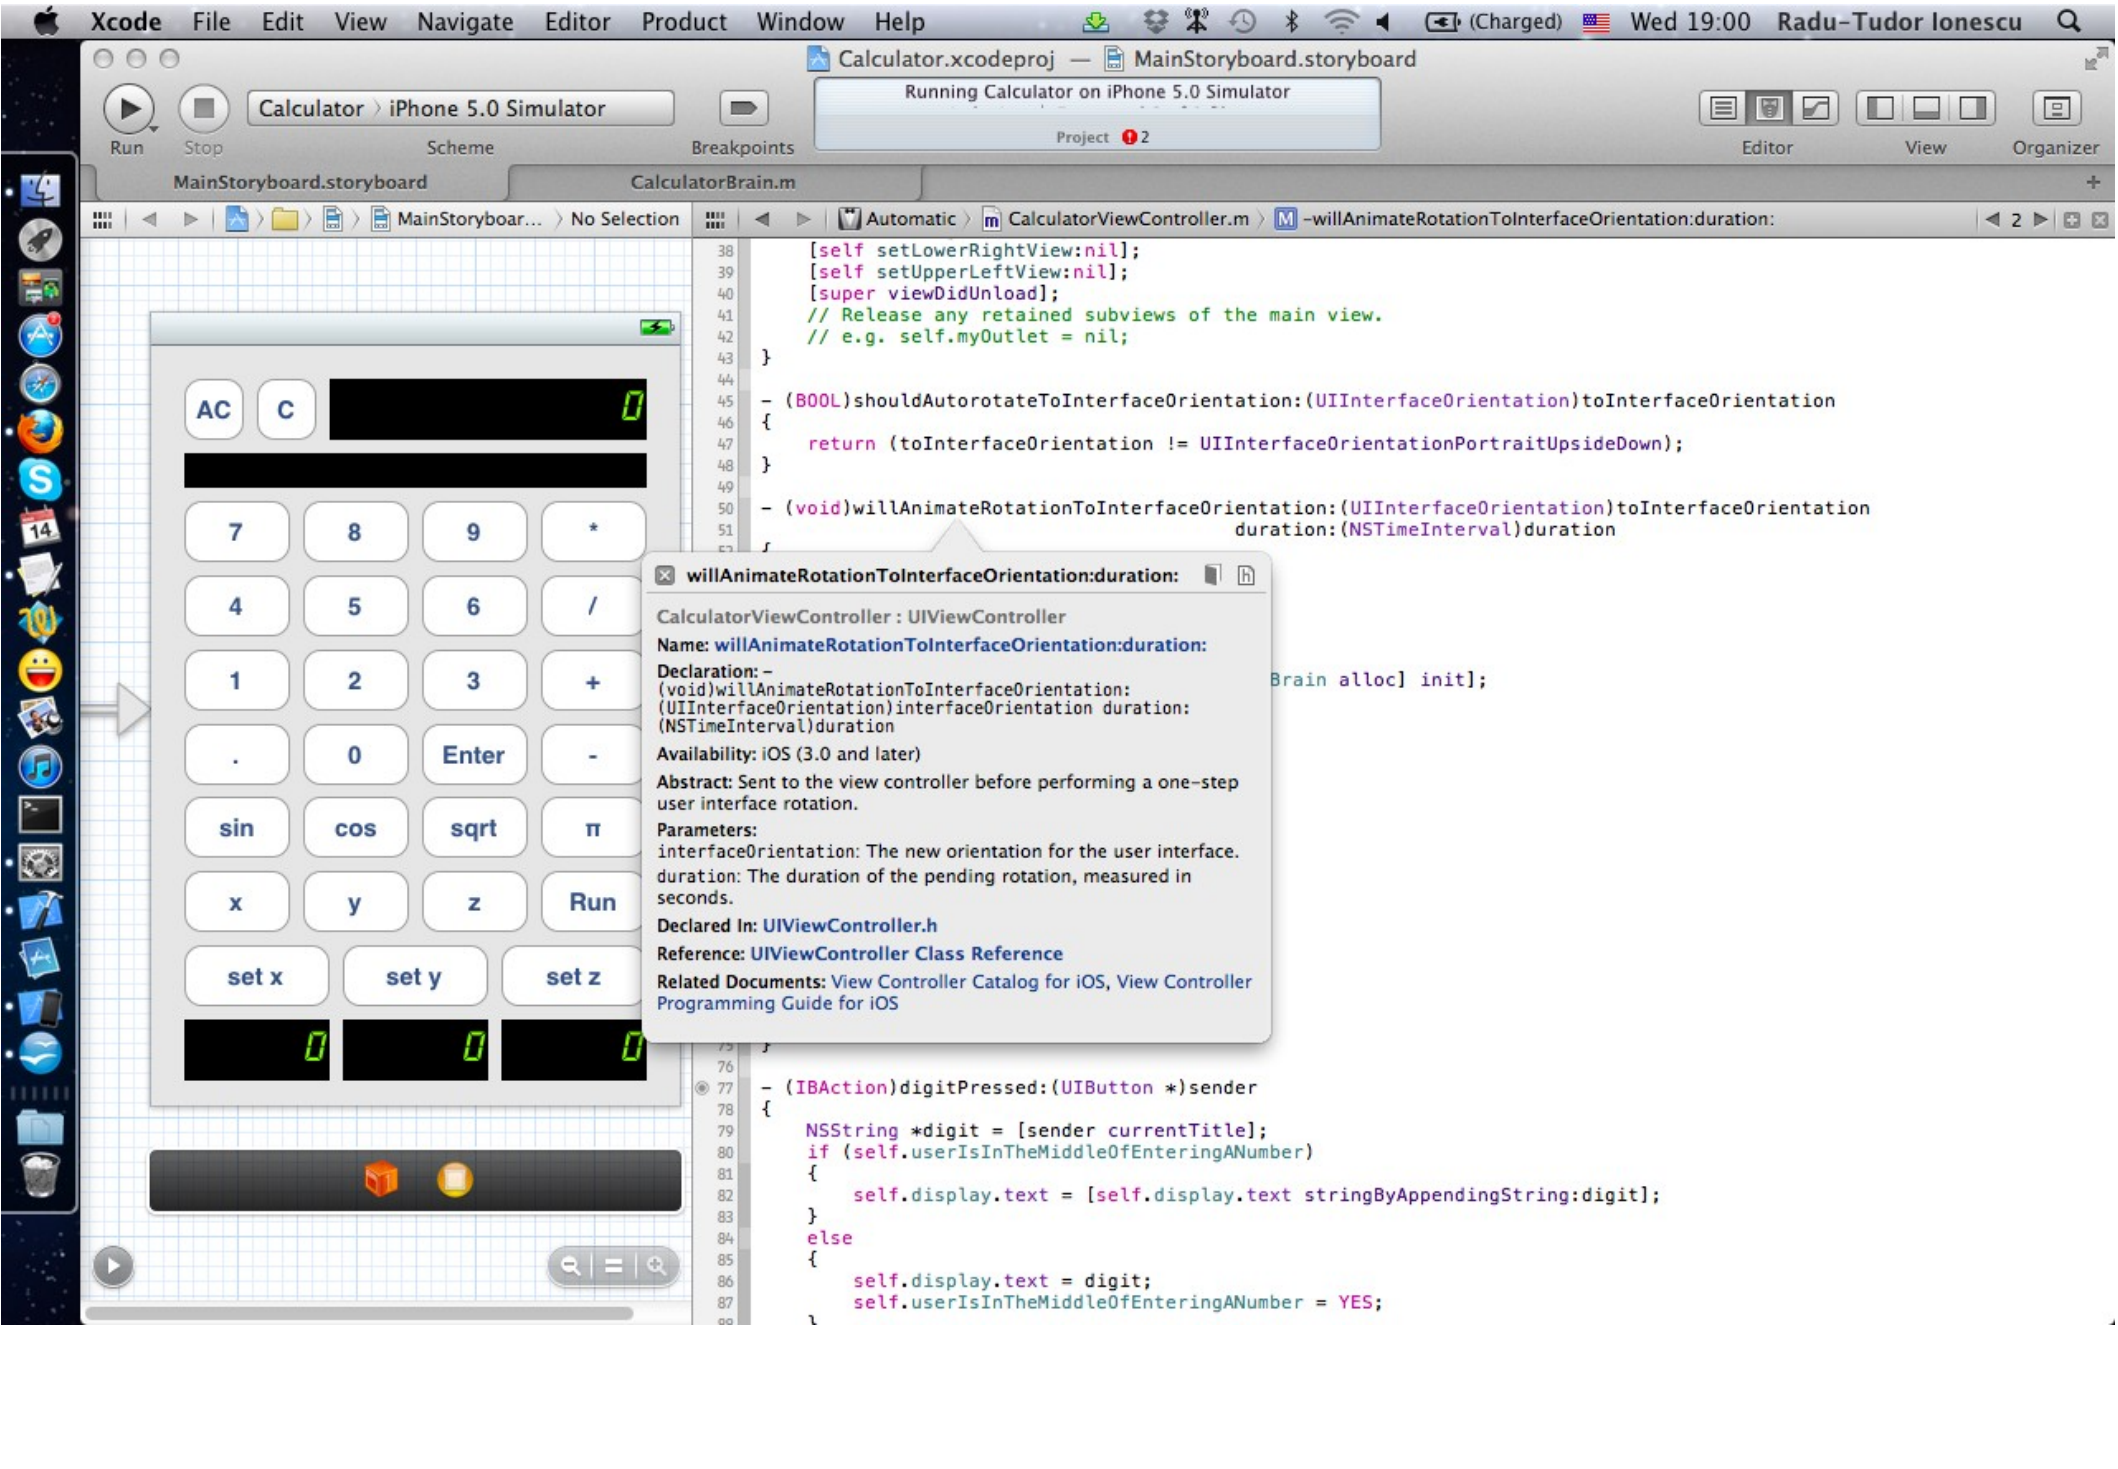 Xcode File Edit View Navigate Editor Product Window Help (Charged) Wed 19:00 Radu-Tudor Ionescu
Calculator.xcodeproj — MainStoryboard.storyboard
Calculator › iPhone 5.0 Simulator
Running Calculator on iPhone 5.0 Simulator
Project 2
Run Stop Scheme Breakpoints Editor View Organizer
MainStoryboard.storyboard CalculatorBrain.m
MainStoryboar... No Selection Automatic CalculatorViewController.m M -willAnimateRotationToInterfaceOrientation:duration: 2
14
AC C 0
7 8 9 *
4 5 6 /
1 2 3 +
. 0 Enter -
sin cos sqrt π
x y z Run
set x set y set z
0 0 0
38 [self setLowerRightView:nil];
39 [self setUpperLeftView:nil];
40 [super viewDidUnload];
41 // Release any retained subviews of the main view.
42 // e.g. self.myOutlet = nil;
43 }
44
45 - (BOOL)shouldAutorotateToInterfaceOrientation:(UIInterfaceOrientation)toInterfaceOrientation
46 {
47 return (toInterfaceOrientation != UIInterfaceOrientationPortraitUpsideDown);
48 }
49
50 - (void)willAnimateRotationToInterfaceOrientation:(UIInterfaceOrientation)toInterfaceOrientation
51 duration:(NSTimeInterval)duration
{
willAnimateRotationToInterfaceOrientation:duration: h
CalculatorViewController : UIViewController
Name: willAnimateRotationToInterfaceOrientation:duration:
Declaration: -
(void)willAnimateRotationToInterfaceOrientation:
(UIInterfaceOrientation)interfaceOrientation duration:
(NSTimeInterval)duration
Availability: iOS (3.0 and later)
Abstract: Sent to the view controller before performing a one-step
user interface rotation.
Parameters:
interfaceOrientation: The new orientation for the user interface.
duration: The duration of the pending rotation, measured in
seconds.
Declared In: UIViewController.h
Reference: UIViewController Class Reference
Related Documents: View Controller Catalog for iOS, View Controller
Programming Guide for iOS
Brain alloc] init];
75 }
76
77 - (IBAction)digitPressed:(UIButton *)sender
78 {
79 NSString *digit = [sender currentTitle];
80 if (self.userIsInTheMiddleOfEnteringANumber)
81 {
82 self.display.text = [self.display.text stringByAppendingString:digit];
83 }
84 else
85 {
86 self.display.text = digit;
87 self.userIsInTheMiddleOfEnteringANumber = YES;